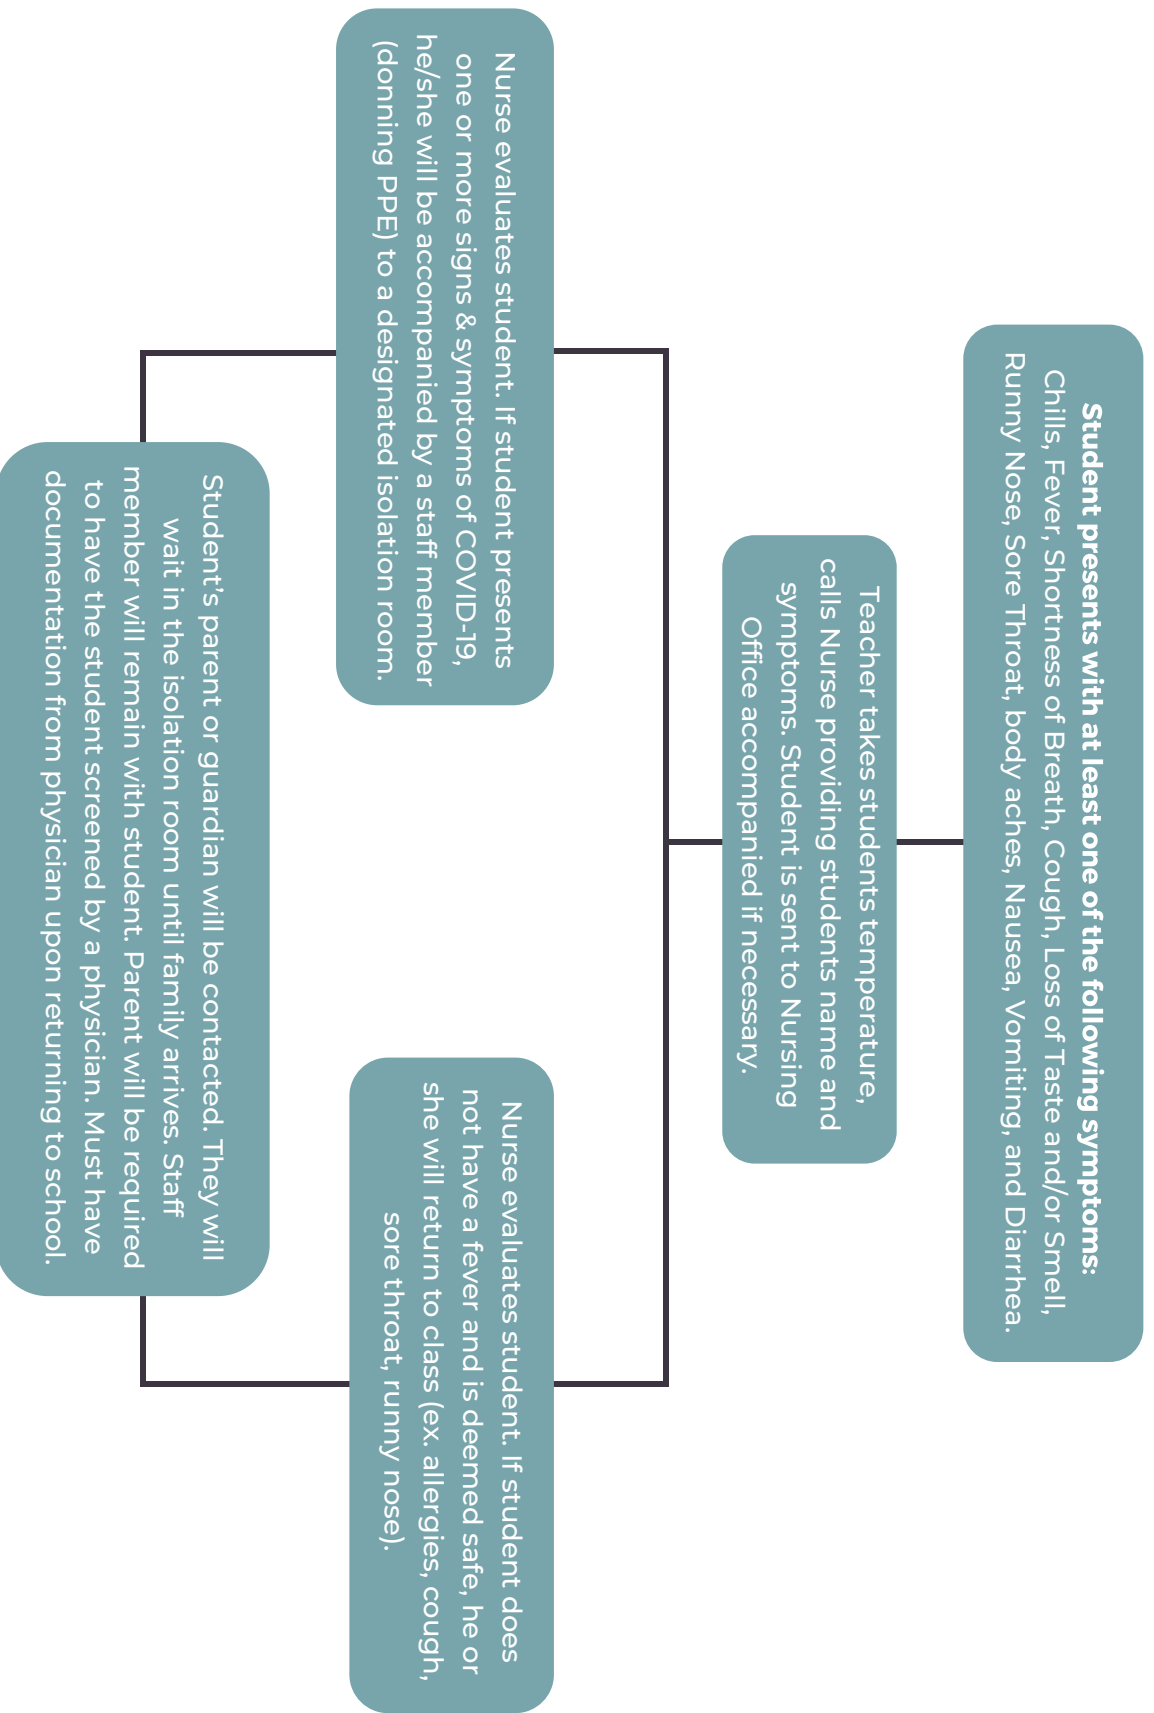 Student presents with at least one of the following symptoms:
Chills, Fever, Shortness of Breath, Cough, Loss of Taste and/or Smell,
Runny Nose, Sore Throat, body aches, Nausea, Vomiting, and Diarrhea.
Teacher takes students temperature,
calls Nurse providing students name and
symptoms. Student is sent to Nursing
Office accompanied if necessary.
Nurse evaluates student. If student presents
one or more signs & symptoms of COVID-19,
he/she will be accompanied by a staff member
(donning PPE) to a designated isolation room.
Nurse evaluates student. If student does
not have a fever and is deemed safe, he or
she will return to class (ex. allergies, cough,
sore throat, runny nose).
Student's parent or guardian will be contacted. They will
wait in the isolation room until family arrives. Staff
member will remain with student. Parent will be required
to have the student screened by a physician. Must have
documentation from physician upon returning to school.